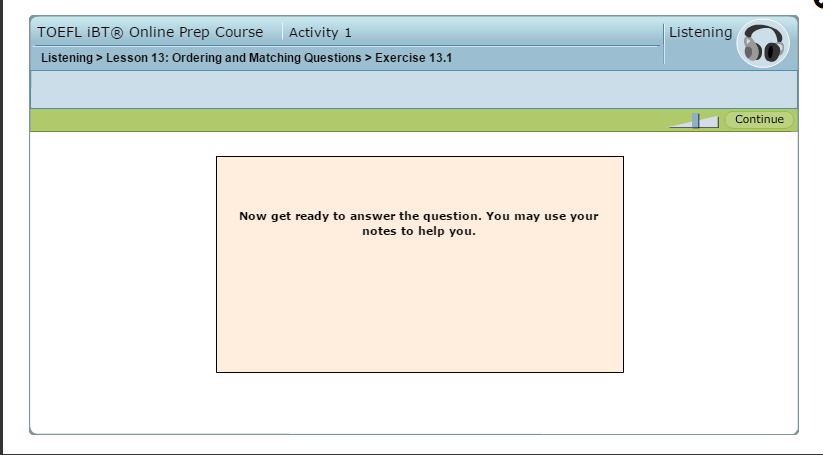 TOEFL iBT® Online Prep Course Activity 1 Listening
Listening > Lesson 13: Ordering and Matching Questions > Exercise 13.1
Continue
Now get ready to answer the question. You may use your
notes to help you.